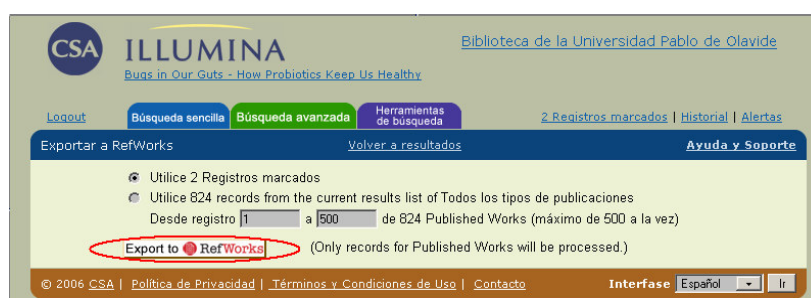 CSA ILLUMINA
Biblioteca de la Universidad Pablo de Olavide
Bugs in Our Guts - How Probiotics Keep Us Healthy
Logout Búsqueda sencilla Búsqueda avanzada Herramientas de búsqueda 2 Registros marcados | Historial | Alertas
Exportar a RefWorks Volver a resultados Ayuda y Soporte
Utilice 2 Registros marcados
Utilice 824 records from the current results list of Todos los tipos de publicaciones
Desde registro 1 a 500 de 824 Published Works (máximo de 500 a la vez)
Export to RefWorks (Only records for Published Works will be processed.)
© 2006 CSA | Política de Privacidad | Términos y Condiciones de Uso | Contacto Interfase Español Ir